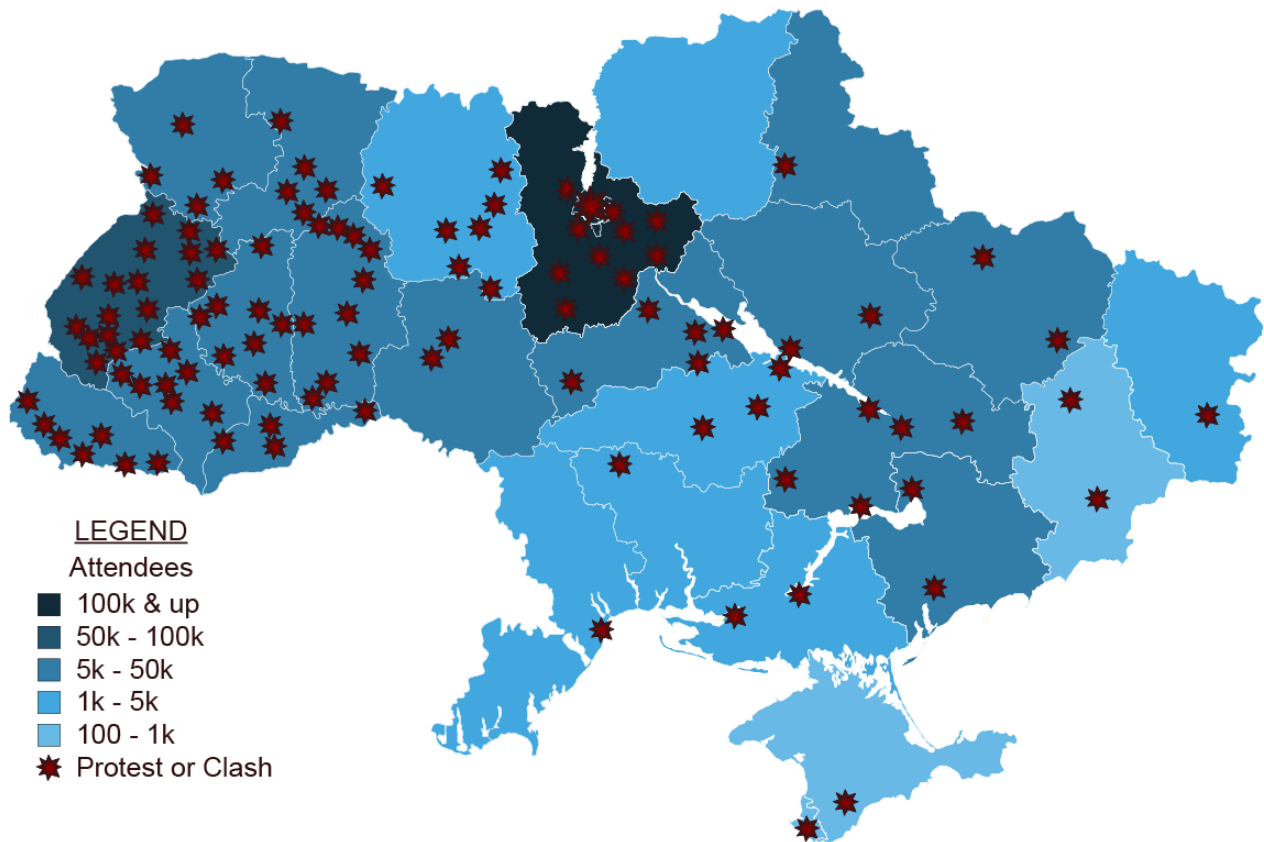 LEGEND
Attendees
100k & up
50k - 100k
5k - 50k
1k - 5k
100 - 1k
Protest or Clash